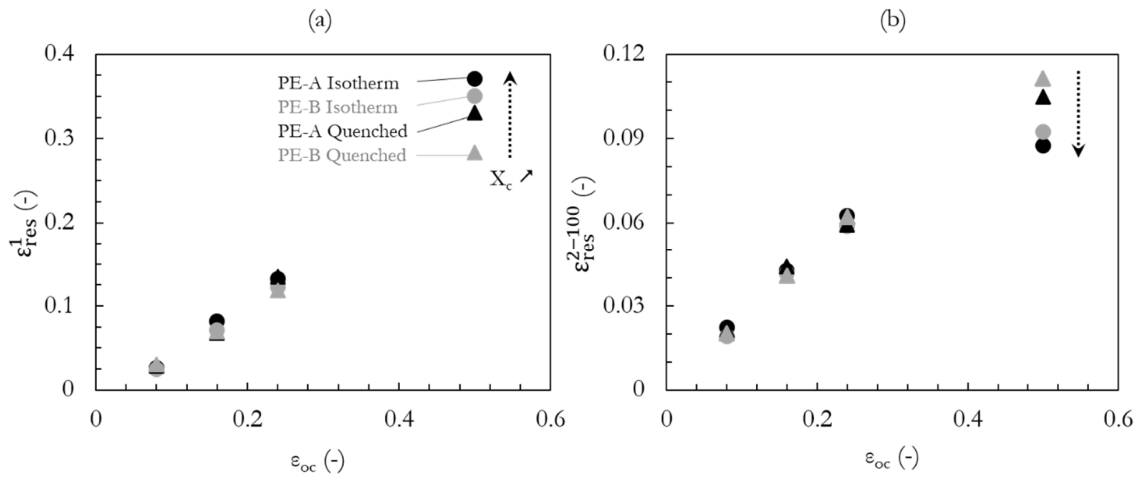 (a)
0.4
0.3
0.2
0.1
0
0
0.2
0.4
0.6
ε¹res (-)
εoc (-)
PE-A Isotherm
PE-B Isotherm
PE-A Quenched
PE-B Quenched
Xc ↗
(b)
0.12
0.09
0.06
0.03
0
0
0.2
0.4
0.6
ε²⁻¹⁰⁰res (-)
εoc (-)